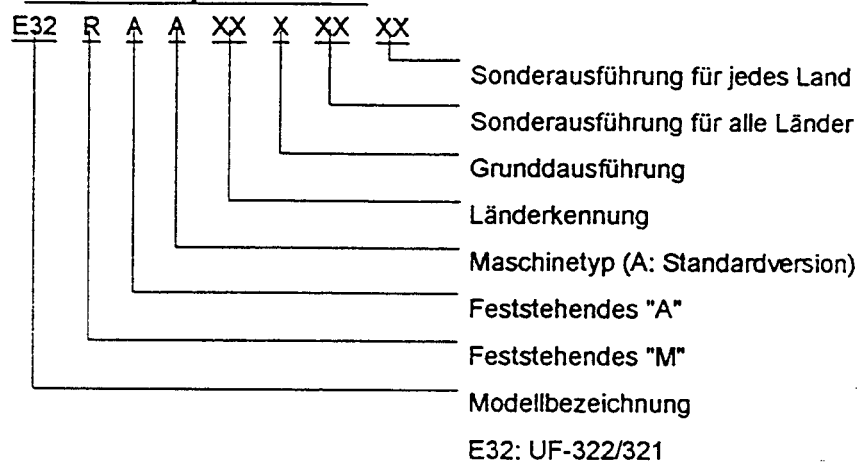 E32 R A A XX X XX XX
Sonderausführung für jedes Land
Sonderausführung für alle Länder
Grunddausführung
Länderkennung
Maschinetyp (A: Standardversion)
Feststehendes "A"
Feststehendes "M"
Modellbezeichnung
E32: UF-322/321